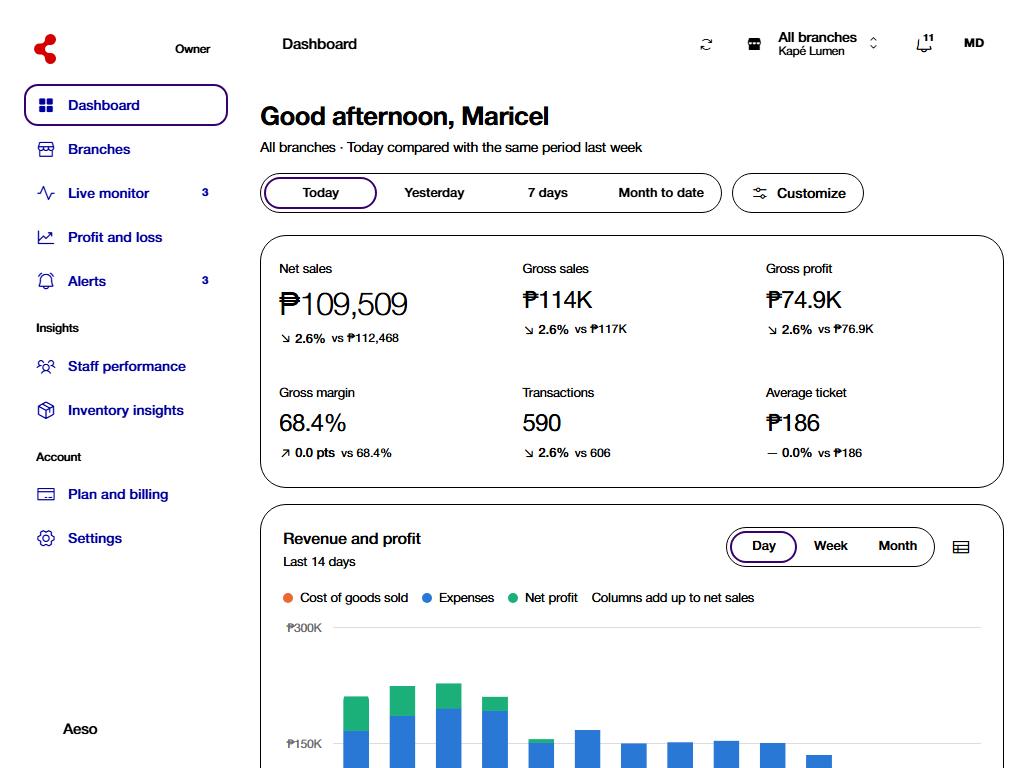 Owner
Dashboard
All branches
Kapé Lumen
11
MD
Dashboard
Branches
Live monitor 3
Profit and loss
Alerts 3
Insights
Staff performance
Inventory insights
Account
Plan and billing
Settings
Aeso
Good afternoon, Maricel
All branches · Today compared with the same period last week
Today Yesterday 7 days Month to date Customize
Net sales
₱109,509
↘ 2.6% vs ₱112,468
Gross sales
₱114K
↘ 2.6% vs ₱117K
Gross profit
₱74.9K
↘ 2.6% vs ₱76.9K
Gross margin
68.4%
↗ 0.0 pts vs 68.4%
Transactions
590
↘ 2.6% vs 606
Average ticket
₱186
— 0.0% vs ₱186
Revenue and profit
Last 14 days
Day Week Month
Cost of goods sold Expenses Net profit Columns add up to net sales
₱300K
₱150K